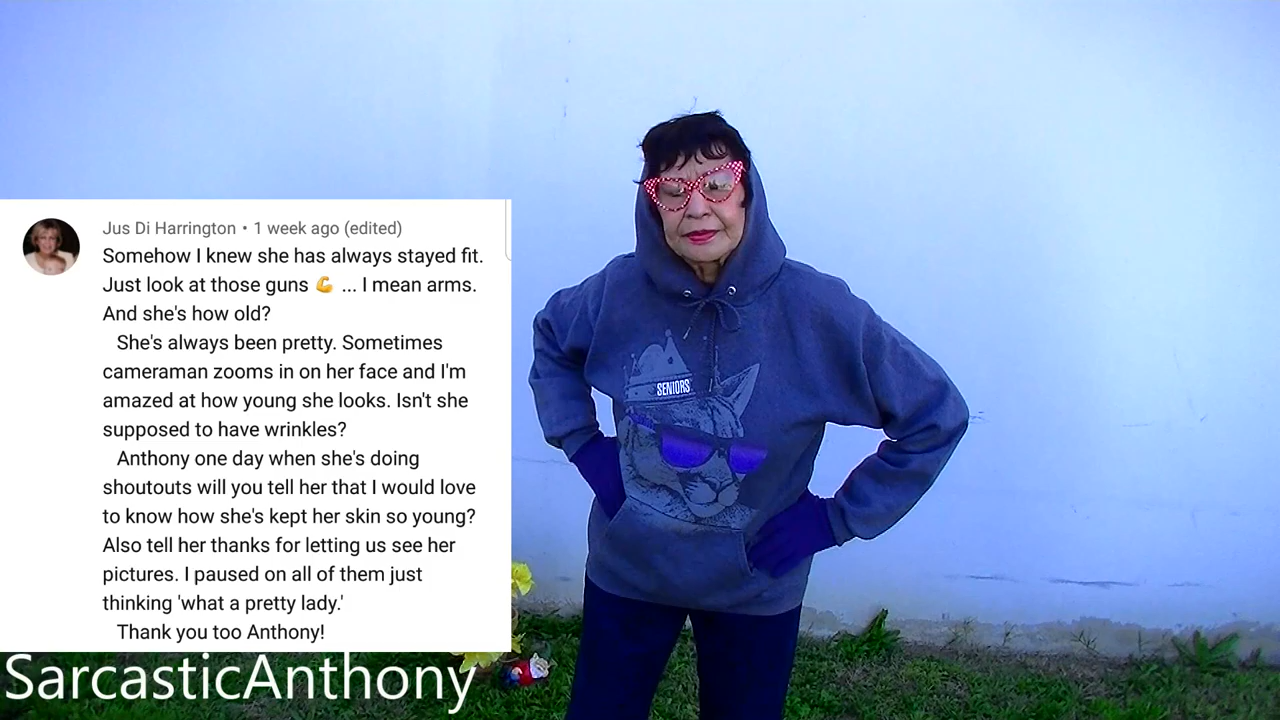 Jus Di Harrington • 1 week ago (edited)
Somehow I knew she has always stayed fit.
Just look at those guns 💪 ... I mean arms.
And she's how old?
She's always been pretty. Sometimes
cameraman zooms in on her face and I'm
amazed at how young she looks. Isn't she
supposed to have wrinkles?
Anthony one day when she's doing
shoutouts will you tell her that I would love
to know how she's kept her skin so young?
Also tell her thanks for letting us see her
pictures. I paused on all of them just
thinking 'what a pretty lady.'
Thank you too Anthony!
SarcasticAnthony
SENIORS